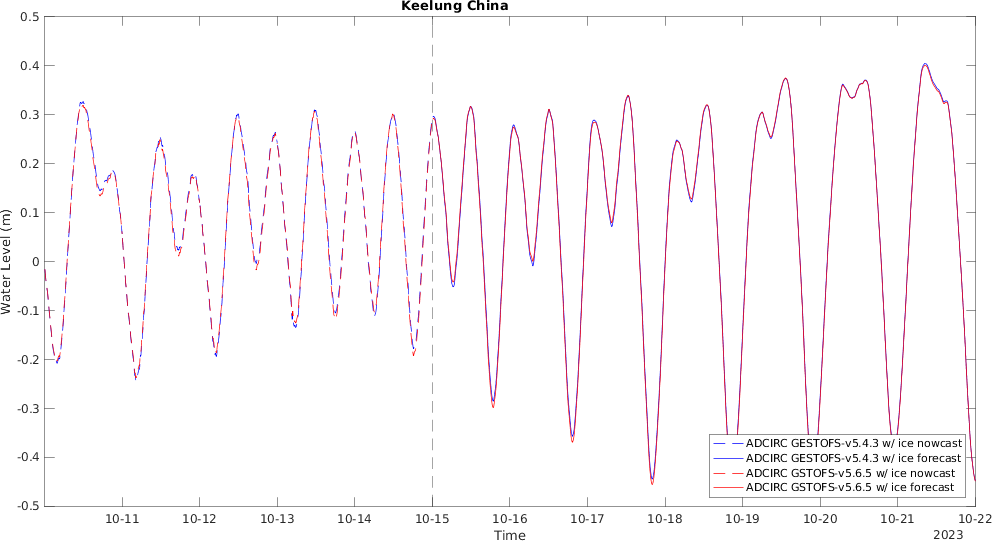 Keelung China
0.5
0.4
0.3
0.2
0.1
0
-0.1
-0.2
-0.3
-0.4
-0.5
Water Level (m)
ADCIRC GESTOFS-v5.4.3 w/ ice nowcast
ADCIRC GESTOFS-v5.4.3 w/ ice forecast
ADCIRC GSTOFS-v5.6.5 w/ ice nowcast
ADCIRC GSTOFS-v5.6.5 w/ ice forecast
10-11 10-12 10-13 10-14 10-15 10-16 10-17 10-18 10-19 10-20 10-21 10-22
Time
2023